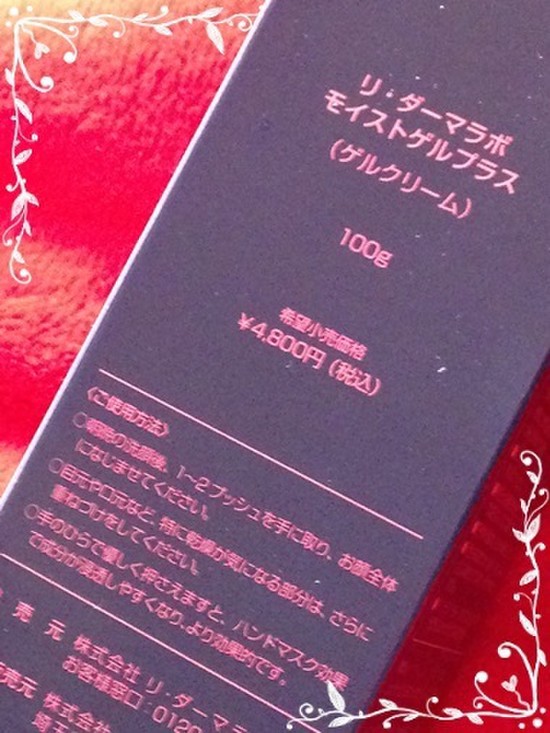 リ・ダーマラボ
モイストゲルプラス
(ゲルクリーム)
100g
希望小売価格
¥4,800円(税込)
〈ご使用方法〉
○朝晩の洗顔後、1〜2プッシュを手に取り、お顔全体
になじませてください。
○目元や口元など、特に乾燥が気になる部分は、さらに
重ねづけをしてください。
○手のひらで優しく押さえますと、ハンドマスク効果
で成分が浸透しやすくなり、より効果的です。
売 元 株式会社 リ・ダーマラ
お客様窓口:0120
売元 株式会社
埼玉